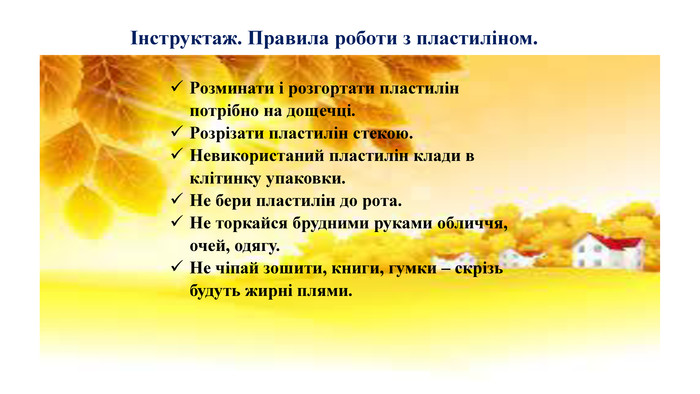 Інструктаж. Правила роботи з пластиліном.
✓ Розминати і розгортати пластилін
потрібно на дощечці.
✓ Розрізати пластилін стекою.
✓ Невикористаний пластилін клади в
клітинку упаковки.
✓ Не бери пластилін до рота.
✓ Не торкайся брудними руками обличчя,
очей, одягу.
✓ Не чіпай зошити, книги, гумки – скрізь
будуть жирні плями.